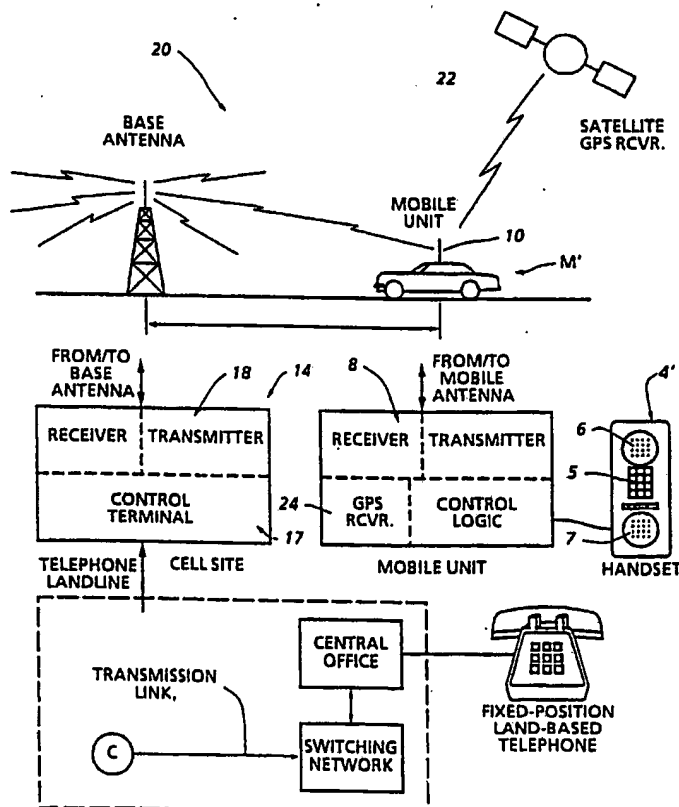 20
22
BASE
ANTENNA
SATELLITE
GPS RCVR.
MOBILE
UNIT
10
M'
FROM/TO
BASE
ANTENNA
18
14
8
FROM/TO
MOBILE
ANTENNA
4'
RECEIVER
TRANSMITTER
CONTROL
TERMINAL
17
RECEIVER
TRANSMITTER
24
GPS
RCVR.
CONTROL
LOGIC
6
5
7
TELEPHONE
LANDLINE
CELL SITE
MOBILE UNIT
HANDSET
CENTRAL
OFFICE
TRANSMISSION
LINK,
C
SWITCHING
NETWORK
FIXED-POSITION
LAND-BASED
TELEPHONE